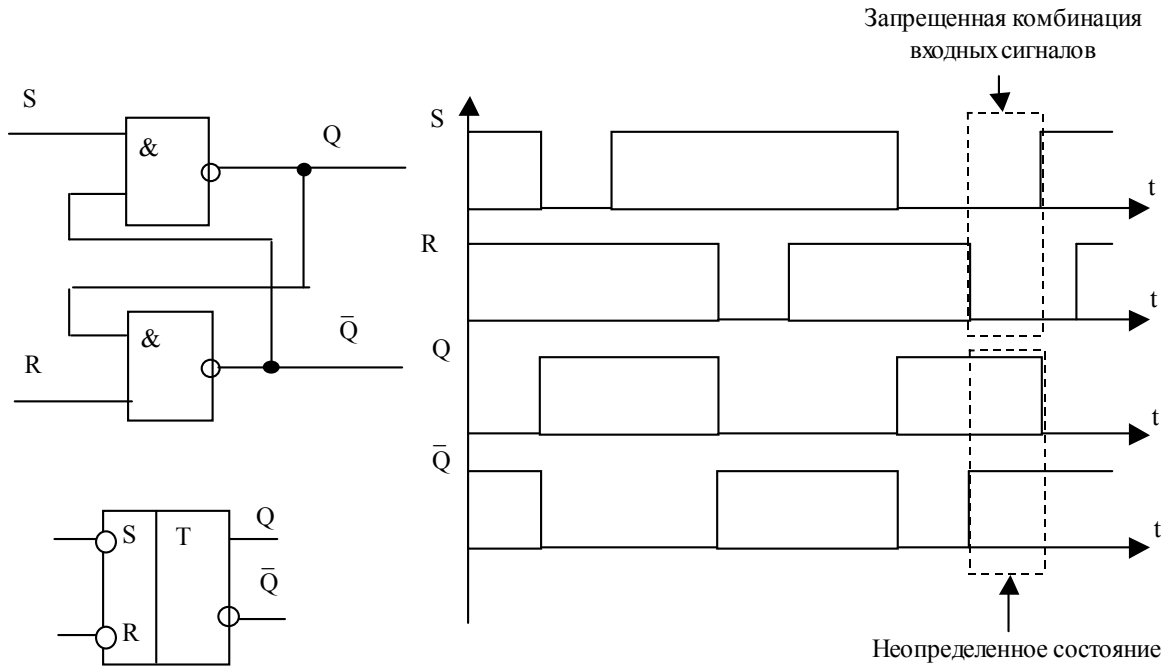 Запрещенная комбинация
входных сигналов
S
&
Q
R
&
Q̅
S
T
Q
R
Q̅
S
t
R
t
Q
t
Q̅
t
Неопределенное состояние